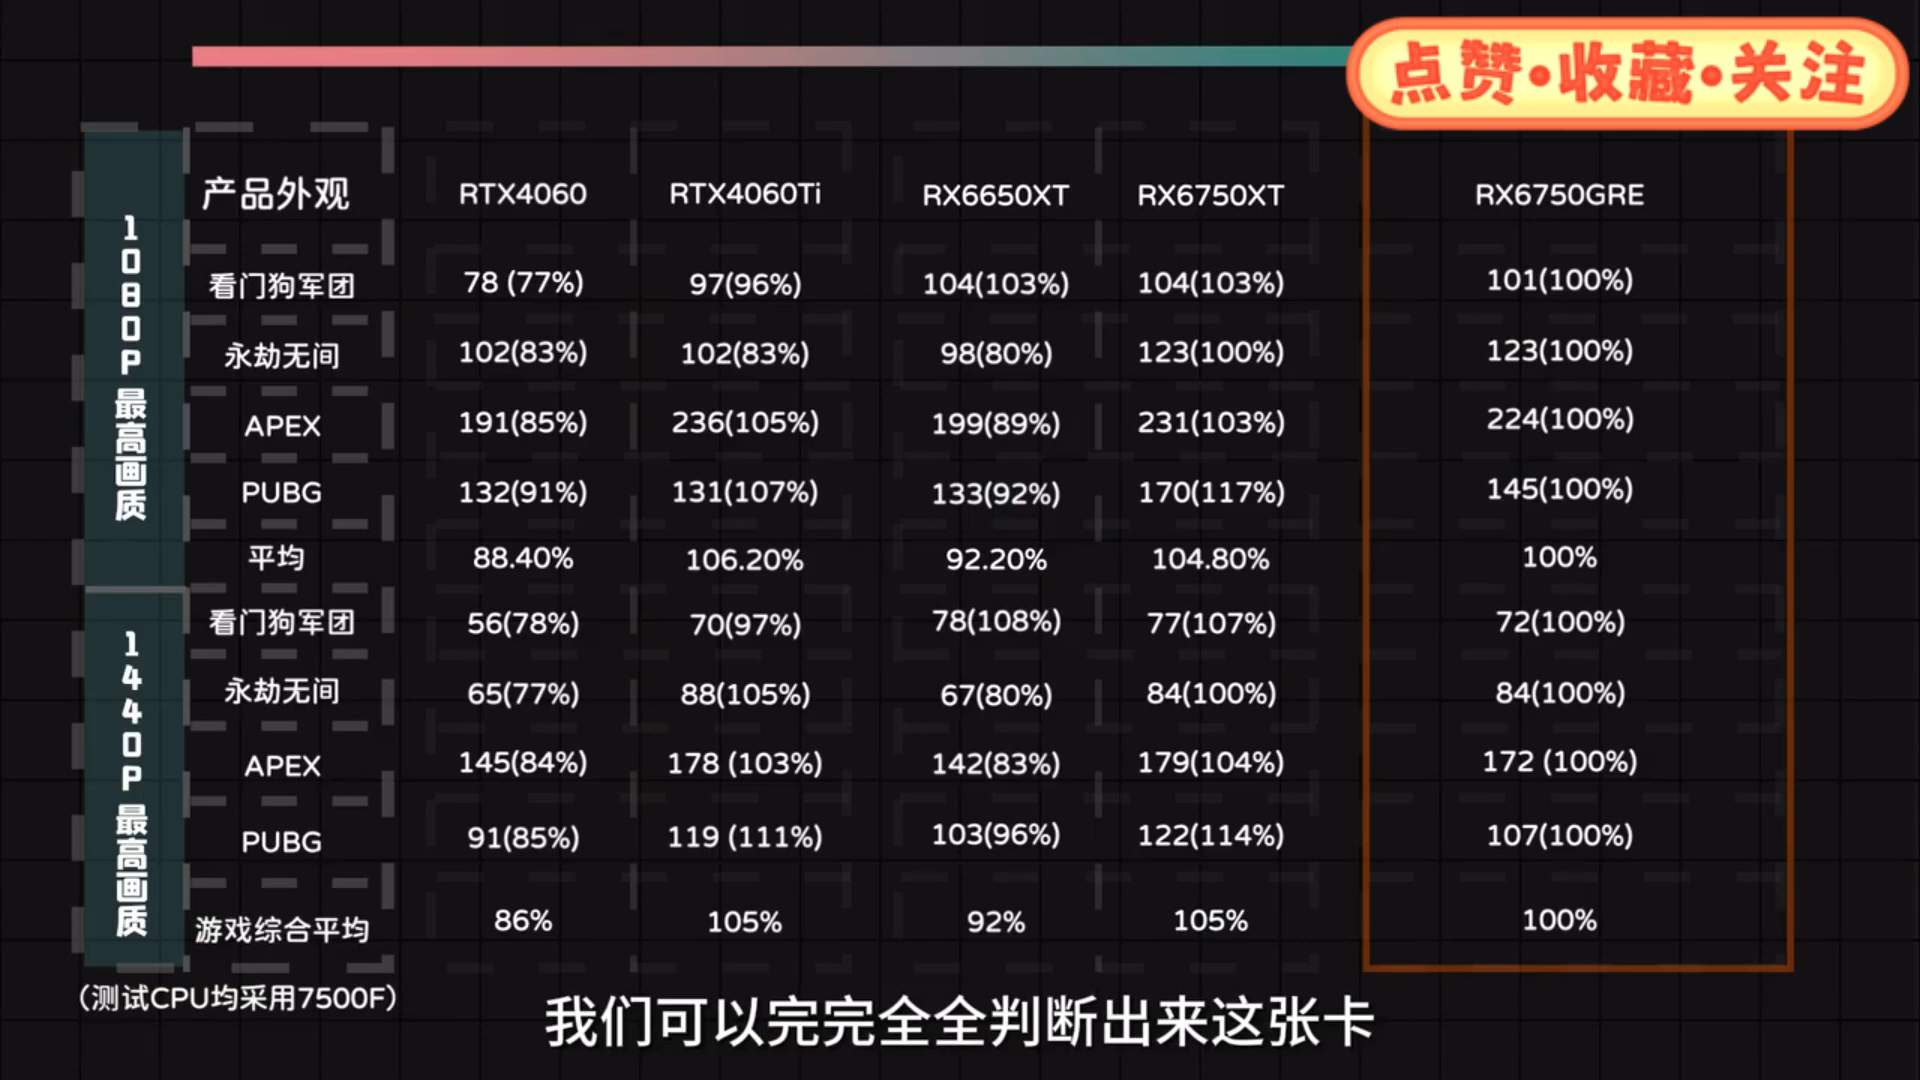 点赞·收藏·关注
产品外观 RTX4060 RTX4060Ti RX6650XT RX6750XT RX6750GRE
1080P最高画质
看门狗军团 78 (77%) 97(96%) 104(103%) 104(103%) 101(100%)
永劫无间 102(83%) 102(83%) 98(80%) 123(100%) 123(100%)
APEX 191(85%) 236(105%) 199(89%) 231(103%) 224(100%)
PUBG 132(91%) 131(107%) 133(92%) 170(117%) 145(100%)
平均 88.40% 106.20% 92.20% 104.80% 100%
1440P最高画质
看门狗军团 56(78%) 70(97%) 78(108%) 77(107%) 72(100%)
永劫无间 65(77%) 88(105%) 67(80%) 84(100%) 84(100%)
APEX 145(84%) 178 (103%) 142(83%) 179(104%) 172 (100%)
PUBG 91(85%) 119 (111%) 103(96%) 122(114%) 107(100%)
游戏综合平均 86% 105% 92% 105% 100%
（测试CPU均采用7500F）
我们可以完完全全判断出来这张卡